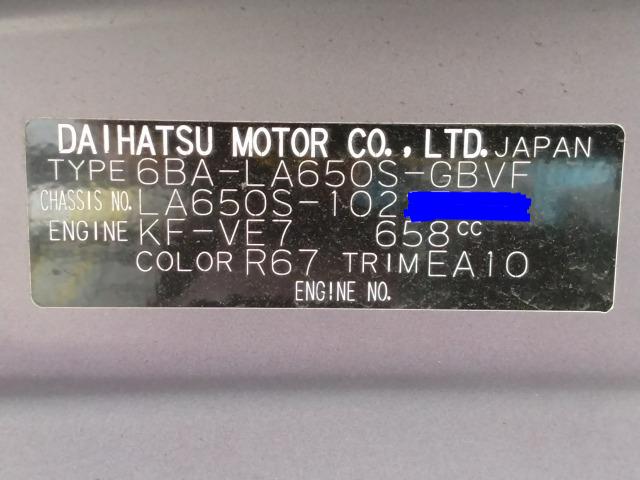 DAIHATSU MOTOR CO., LTD. JAPAN
TYPE 6BA-LA650S-GBVF
CHASSIS NO. LA650S-102
ENGINE KF-VE7 658cc
COLOR R67 TRIM EA10
ENGINE NO.